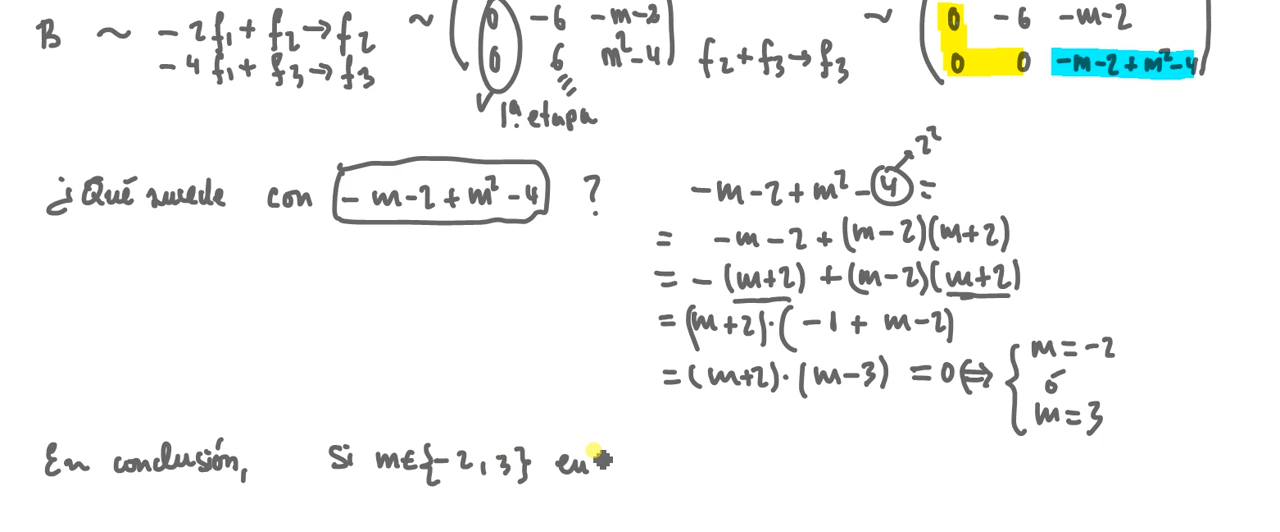 B ~ -2f₁+f₂→f₂ ~ ( 0 -6 -m-2 ) ~ ( 0 -6 -m-2 )
-4f₁+f₃→f₃ ( 0 6 m²-4 ) f₂+f₃→f₃ ( 0 0 -m-2+m²-4 )
1ª etapa
¿Qué sucede con -m-2+m²-4 ?
-m-2+m²-4 = 2²
= -m-2+(m-2)(m+2)
= -(m+2)+(m-2)(m+2)
= (m+2)·(-1+m-2)
= (m+2)·(m-3) = 0 ⇔ { m=-2
ó
m=3
En conclusión, Si m∈{-2,3} en